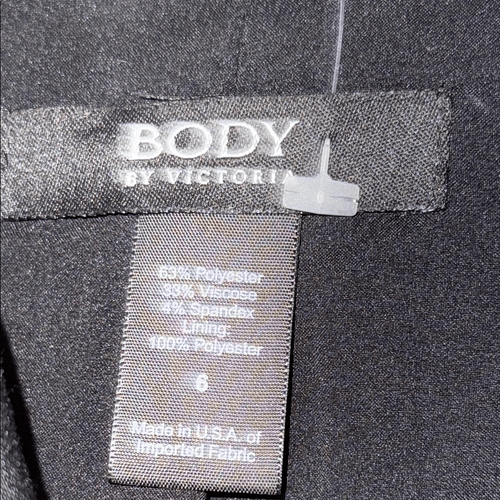 BODY
BY VICTORIA
63% Polyester
33% Viscose
4% Spandex
Lining:
100% Polyester
6
Made in U.S.A. of
Imported Fabric